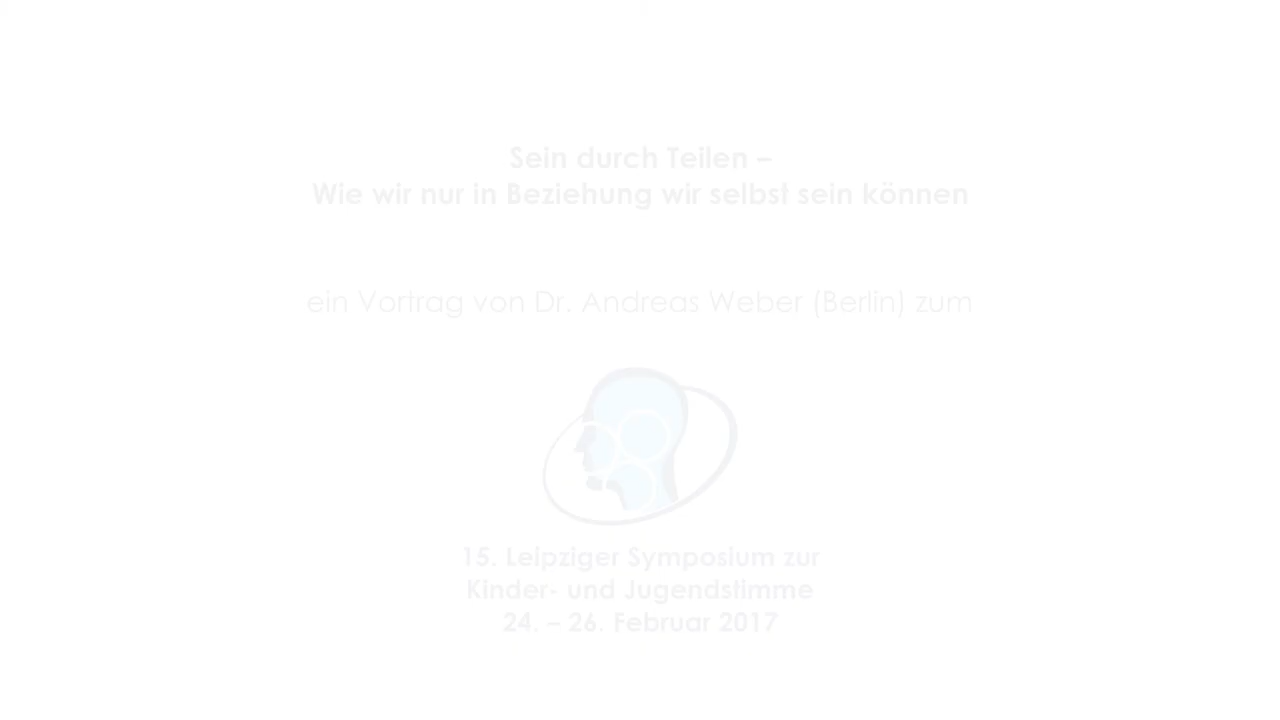 Sein durch Teilen –
Wie wir nur in Beziehung wir selbst sein können
ein Vortrag von Dr. Andreas Weber (Berlin) zum
15. Leipziger Symposium zur
Kinder- und Jugendstimme
24. – 26. Februar 2017